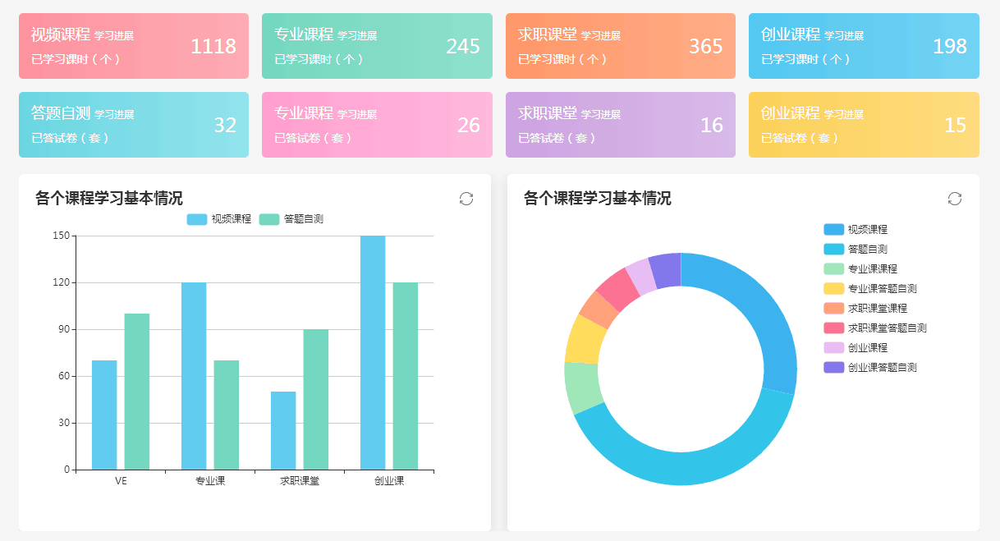 视频课程 学习进展
已学习课时（个）
1118
专业课程 学习进展
已学习课时（个）
245
求职课堂 学习进展
已学习课时（个）
365
创业课程 学习进展
已学习课时（个）
198
答题自测 学习进展
已答试卷（套）
32
专业课程 学习进展
已答试卷（套）
26
求职课堂 学习进展
已答试卷（套）
16
创业课程 学习进展
已答试卷（套）
15
各个课程学习基本情况
视频课程 答题自测
150
120
90
60
30
0
VE 专业课 求职课堂 创业课
各个课程学习基本情况
视频课程
答题自测
专业课课程
专业课答题自测
求职课堂课程
求职课堂答题自测
创业课程
创业课答题自测